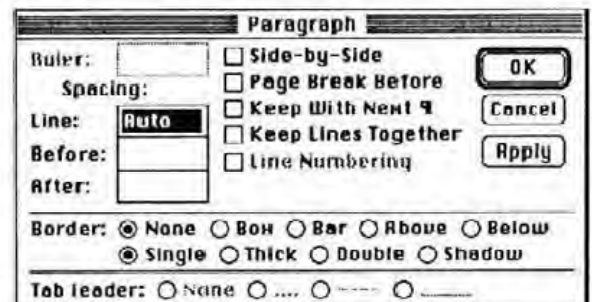 Paragraph
Ruler:
Spacing:
Line: Auto
Before:
After:
Side-by-Side
Page Break Before
Keep With Next ¶
Keep Lines Together
Line Numbering
OK
Cancel
Apply
Border: None Box Bar Above Below
Single Thick Double Shadow
Tab leader: None .... ---- ____